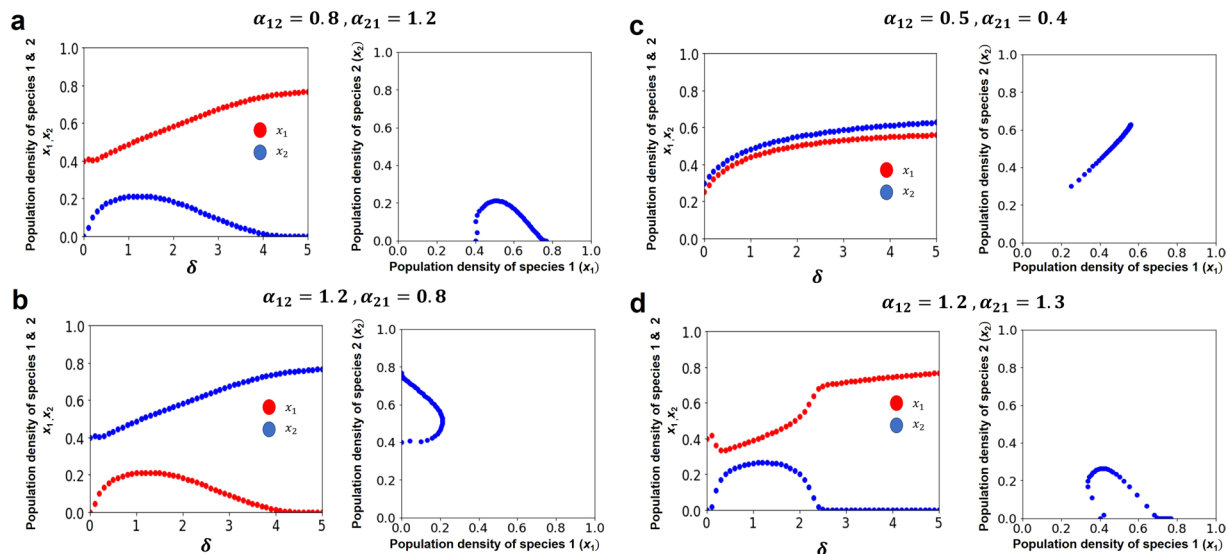 a
α₁₂ = 0.8 , α₂₁ = 1.2
Population density of species 1 & 2
x₁,x₂
1.0
0.8
0.6
0.4
0.2
0.0
x₁
x₂
0 1 2 3 4 5
δ
Population density of species 2 (x₂)
1.0
0.8
0.6
0.4
0.2
0.0
0.0 0.2 0.4 0.6 0.8 1.0
Population density of species 1 (x₁)
c
α₁₂ = 0.5 , α₂₁ = 0.4
Population density of species 1 & 2
x₁,x₂
1.0
0.8
0.6
0.4
0.2
0.0
x₁
x₂
0 1 2 3 4 5
δ
Population density of species 2 (x₂)
1.0
0.8
0.6
0.4
0.2
0.0
0.0 0.2 0.4 0.6 0.8 1.0
Population density of species 1 (x₁)
b
α₁₂ = 1.2 , α₂₁ = 0.8
Population density of species 1 & 2
x₁,x₂
1.0
0.8
0.6
0.4
0.2
0.0
x₁
x₂
0 1 2 3 4 5
δ
Population density of species 2 (x₂)
1.0
0.8
0.6
0.4
0.2
0.0
0.0 0.2 0.4 0.6 0.8 1.0
Population density of species 1 (x₁)
d
α₁₂ = 1.2 , α₂₁ = 1.3
Population density of species 1 & 2
x₁,x₂
1.0
0.8
0.6
0.4
0.2
0.0
x₁
x₂
0 1 2 3 4 5
δ
Population density of species 2 (x₂)
1.0
0.8
0.6
0.4
0.2
0.0
0.0 0.2 0.4 0.6 0.8 1.0
Population density of species 1 (x₁)